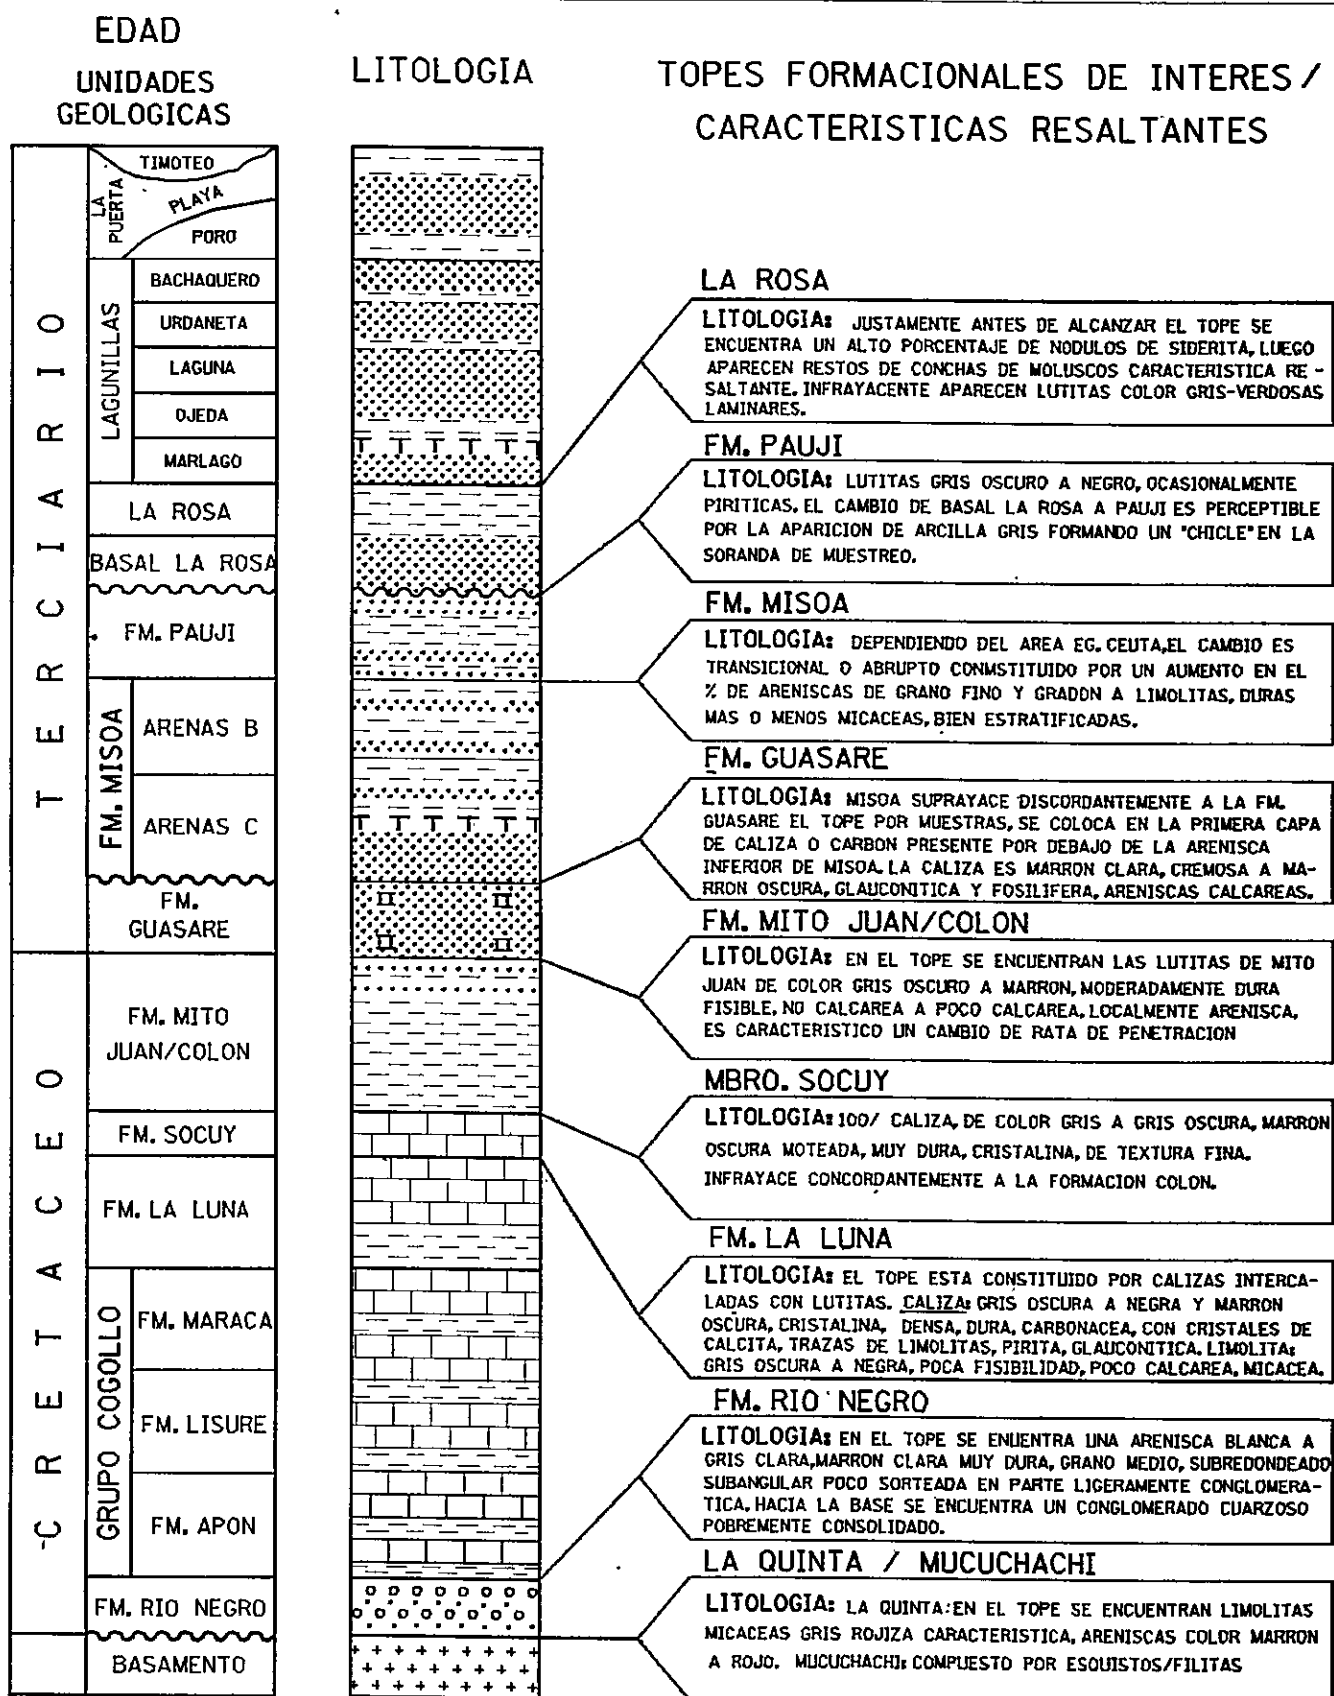 EDAD
UNIDADES
GEOLOGICAS
LITOLOGIA
TOPES FORMACIONALES DE INTERES /
CARACTERISTICAS RESALTANTES
TERCIARIO
TIMOTEO
LA PUERTA
PLAYA
PORO
LAGUNILLAS
BACHAQUERO
URDANETA
LAGUNA
OJEDA
MARLAGO
LA ROSA
BASAL LA ROSA
FM. PAUJI
FM. MISOA
ARENAS B
ARENAS C
FM.
GUASARE
CRETACEO
FM. MITO
JUAN/COLON
FM. SOCUY
FM. LA LUNA
GRUPO COGOLLO
FM. MARACA
FM. LISURE
FM. APON
FM. RIO NEGRO
BASAMENTO
LA ROSA
LITOLOGIA: JUSTAMENTE ANTES DE ALCANZAR EL TOPE SE
ENCUENTRA UN ALTO PORCENTAJE DE NODULOS DE SIDERITA, LUEGO
APARECEN RESTOS DE CONCHAS DE MOLUSCOS CARACTERISTICA RE-
SALTANTE. INFRAYACENTE APARECEN LUTITAS COLOR GRIS-VERDOSAS
LAMINARES.
FM. PAUJI
LITOLOGIA: LUTITAS GRIS OSCURO A NEGRO, OCASIONALMENTE
PIRITICAS. EL CAMBIO DE BASAL LA ROSA A PAUJI ES PERCEPTIBLE
POR LA APARICION DE ARCILLA GRIS FORMANDO UN "CHICLE" EN LA
SORANDA DE MUESTREO.
FM. MISOA
LITOLOGIA: DEPENDIENDO DEL AREA EG. CEUTA, EL CAMBIO ES
TRANSICIONAL O ABRUPTO CONMSTITUIDO POR UN AUMENTO EN EL
% DE ARENISCAS DE GRANO FINO Y GRADON A LIMOLITAS, DURAS
MAS O MENOS MICACEAS, BIEN ESTRATIFICADAS.
FM. GUASARE
LITOLOGIA: MISOA SUPRAYACE DISCORDANTEMENTE A LA FM.
GUASARE EL TOPE POR MUESTRAS, SE COLOCA EN LA PRIMERA CAPA
DE CALIZA O CARBON PRESENTE POR DEBAJO DE LA ARENISCA
INFERIOR DE MISOA. LA CALIZA ES MARRON CLARA, CREMOSA A MA-
RRON OSCURA, GLAUCONITICA Y FOSILIFERA, ARENISCAS CALCAREAS.
FM. MITO JUAN/COLON
LITOLOGIA: EN EL TOPE SE ENCUENTRAN LAS LUTITAS DE MITO
JUAN DE COLOR GRIS OSCURO A MARRON, MODERADAMENTE DURA
FISIBLE, NO CALCAREA A POCO CALCAREA, LOCALMENTE ARENISCA,
ES CARACTERISTICO UN CAMBIO DE RATA DE PENETRACION
MBRO. SOCUY
LITOLOGIA: 100/ CALIZA, DE COLOR GRIS A GRIS OSCURA, MARRON
OSCURA MOTEADA, MUY DURA, CRISTALINA, DE TEXTURA FINA.
INFRAYACE CONCORDANTEMENTE A LA FORMACION COLON.
FM. LA LUNA
LITOLOGIA: EL TOPE ESTA CONSTITUIDO POR CALIZAS INTERCA-
LADAS CON LUTITAS. CALIZA: GRIS OSCURA A NEGRA Y MARRON
OSCURA, CRISTALINA, DENSA, DURA, CARBONACEA, CON CRISTALES DE
CALCITA, TRAZAS DE LIMOLITAS, PIRITA, GLAUCONITICA. LIMOLITA:
GRIS OSCURA A NEGRA, POCA FISIBILIDAD, POCO CALCAREA, MICACEA.
FM. RIO NEGRO
LITOLOGIA: EN EL TOPE SE ENUENTRA UNA ARENISCA BLANCA A
GRIS CLARA, MARRON CLARA MUY DURA, GRANO MEDIO, SUBREDONDEADO
SUBANGULAR POCO SORTEADA EN PARTE LIGERAMENTE CONGLOMERA-
TICA. HACIA LA BASE SE ENCUENTRA UN CONGLOMERADO CUARZOSO
POBREMENTE CONSOLIDADO.
LA QUINTA / MUCUCHACHI
LITOLOGIA: LA QUINTA: EN EL TOPE SE ENCUENTRAN LIMOLITAS
MICACEAS GRIS ROJIZA CARACTERISTICA, ARENISCAS COLOR MARRON
A ROJO. MUCUCHACHI: COMPUESTO POR ESQUISTOS/FILITAS